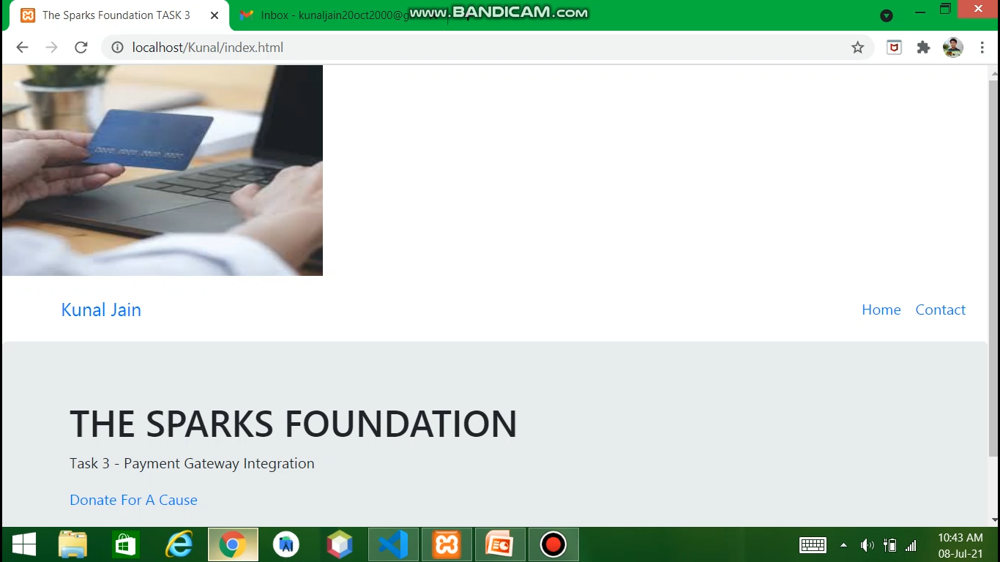 The Sparks Foundation TASK 3
Inbox - kunaljain20oct2000@g
www.BANDICAM.com
localhost/Kunal/index.html
Kunal Jain
Home
Contact
THE SPARKS FOUNDATION
Task 3 - Payment Gateway Integration
Donate For A Cause
10:43 AM
08-Jul-21